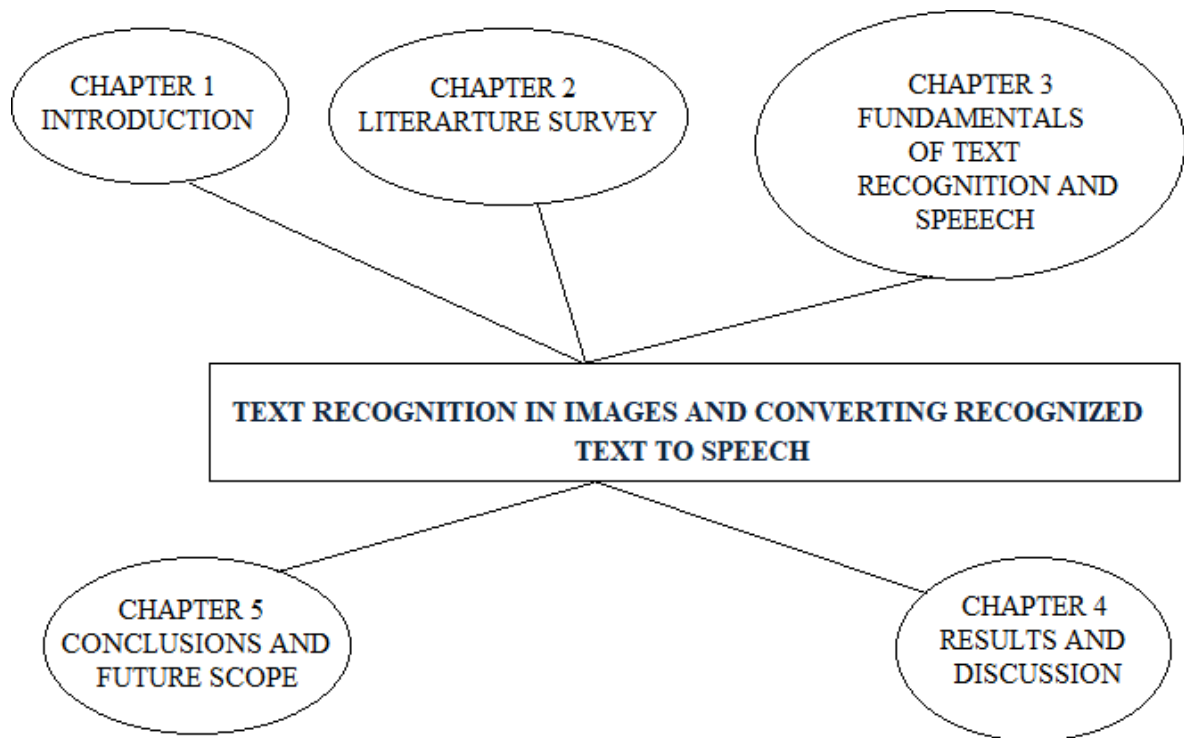 CHAPTER 1
INTRODUCTION
CHAPTER 2
LITERARTURE SURVEY
CHAPTER 3
FUNDAMENTALS
OF TEXT
RECOGNITION AND
SPEEECH
TEXT RECOGNITION IN IMAGES AND CONVERTING RECOGNIZED
TEXT TO SPEECH
CHAPTER 5
CONCLUSIONS AND
FUTURE SCOPE
CHAPTER 4
RESULTS AND
DISCUSSION